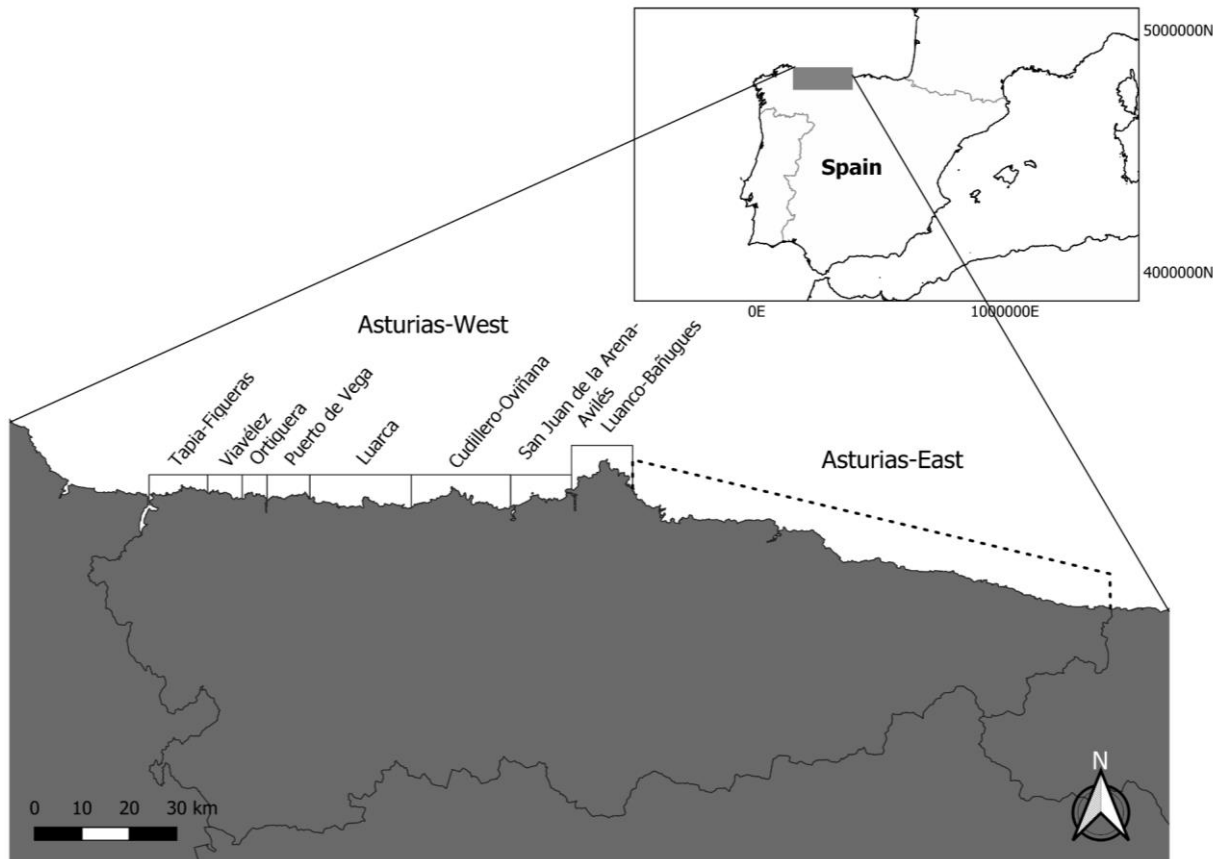 5000000N
Spain
4000000N
0E
1000000E
Asturias-West
Tapia-Figueras
Viavélez
Ortiguera
Puerto de Vega
Luarca
Cudillero-Oviñana
San Juan de la Arena-
Avilés
Luanco-Bañugues
Asturias-East
N
0 10 20 30 km